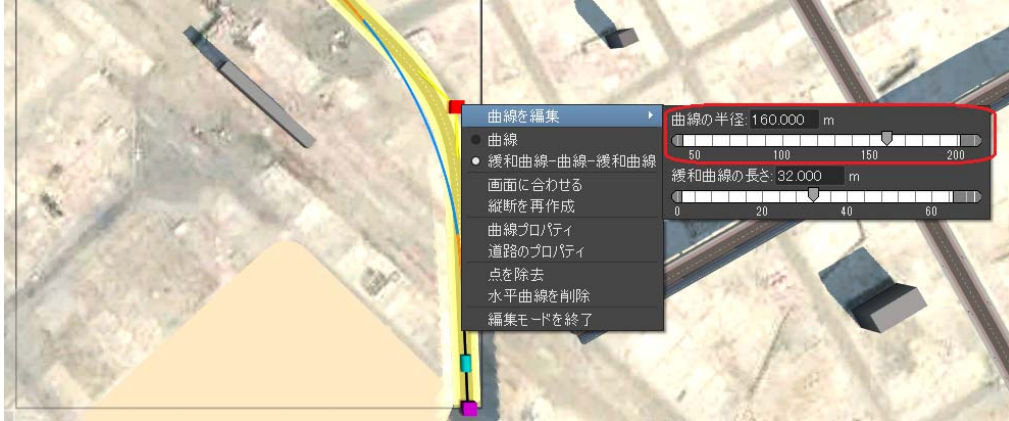 曲線を編集
曲線
緩和曲線-曲線-緩和曲線
画面に合わせる
縦断を再作成
曲線プロパティ
道路のプロパティ
点を除去
水平曲線を削除
編集モードを終了
曲線の半径: 160.000 m
50 100 150 200
緩和曲線の長さ: 32.000 m
0 20 40 60